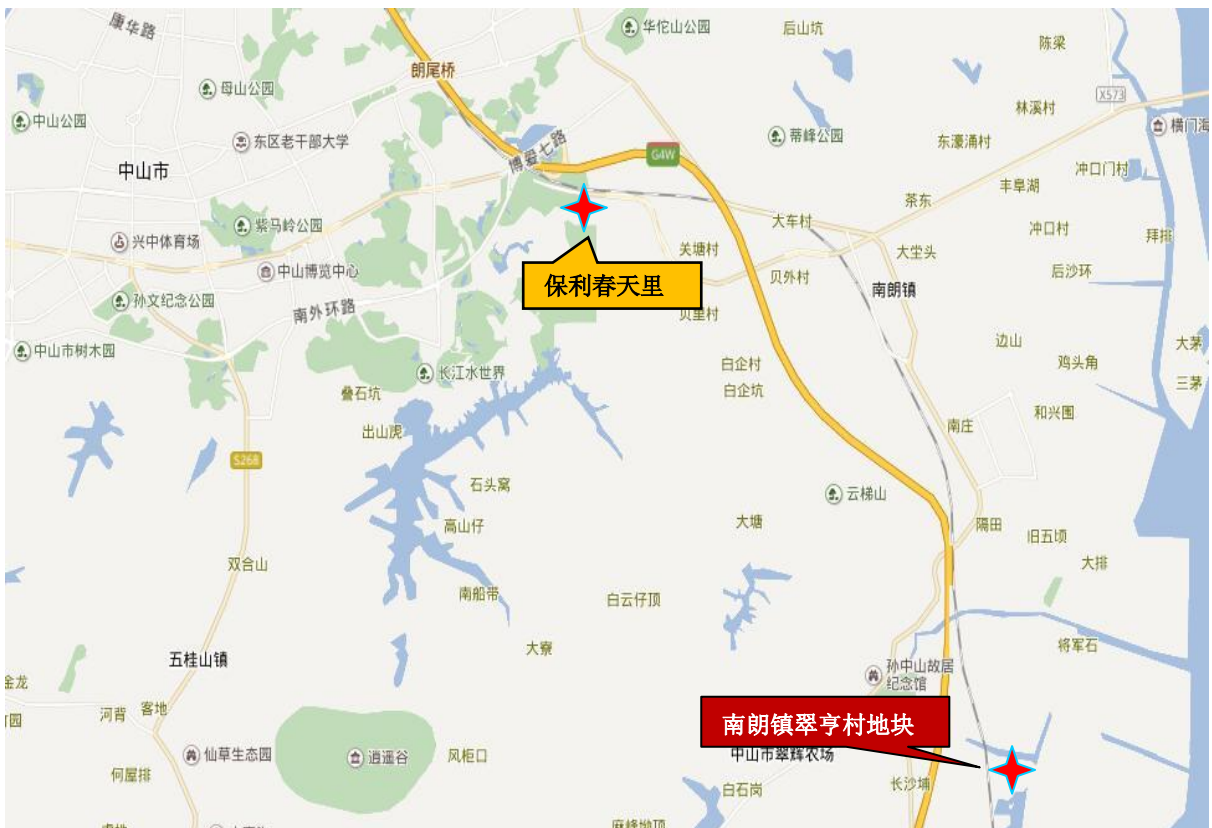 康华路
华佗山公园
后山坑
陈梁
朗尾桥
母山公园
X573
林溪村
中山公园
横门海
东区老干部大学
蒂峰公园
东濠涌村
博爱七路
G4W
中山市
冲口门村
丰阜湖
茶东
紫马岭公园
大车村
冲口村
拜排
兴中体育场
关塘村
大堂头
中山博览中心
后沙环
保利春天里
贝外村
南朗镇
孙文纪念公园
南外环路
贝里村
中山市树木园
边山
大茅
鸡头角
长江水世界
白企村
三茅
叠石坑
白企坑
和兴围
南庄
出山虎
S268
石头窝
云梯山
高山仔
大塘
隔田
旧五顷
双合山
大排
南船带
白云仔顶
大寮
将军石
五桂山镇
孙中山故居
纪念馆
金龙
客地
河背
南朗镇翠亨村地块
仙草生态园
逍遥谷
风柜口
中山市翠辉农场
何屋排
白石岗
长沙埔